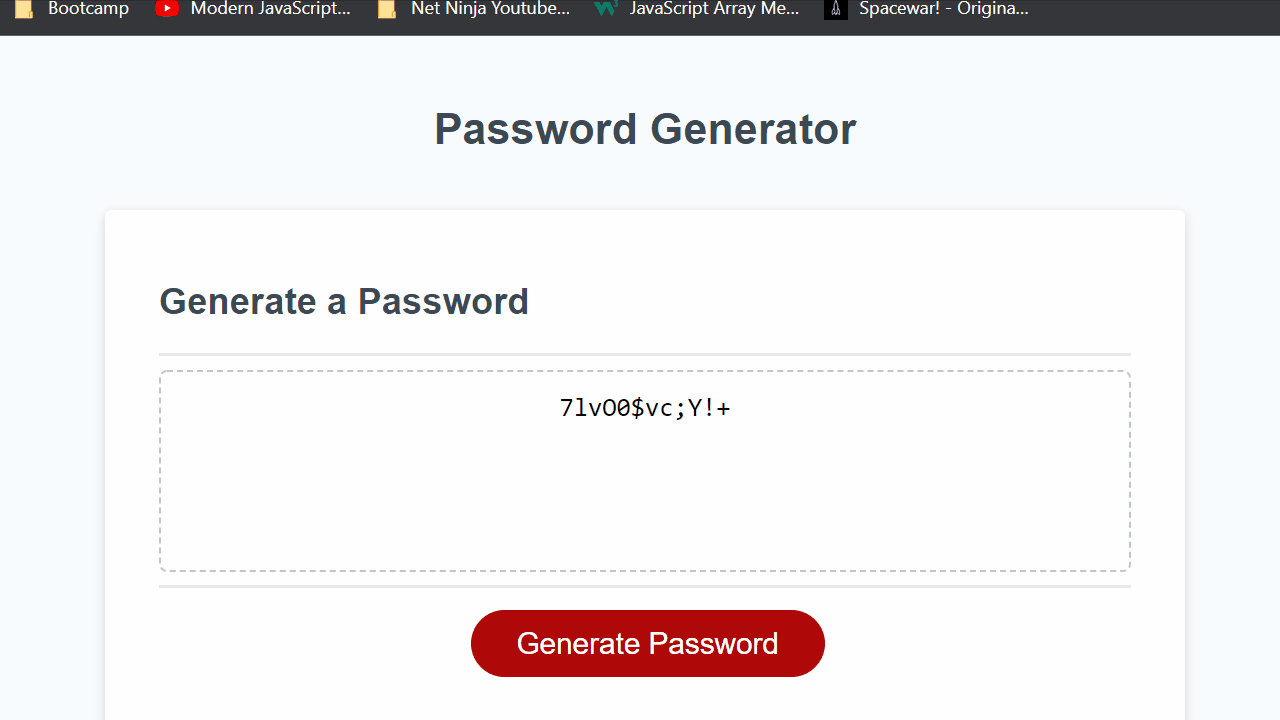 Bootcamp Modern JavaScript... Net Ninja Youtube... JavaScript Array Me... Spacewar! - Origina...
Password Generator
Generate a Password
7lvO0$vc;Y!+
Generate Password